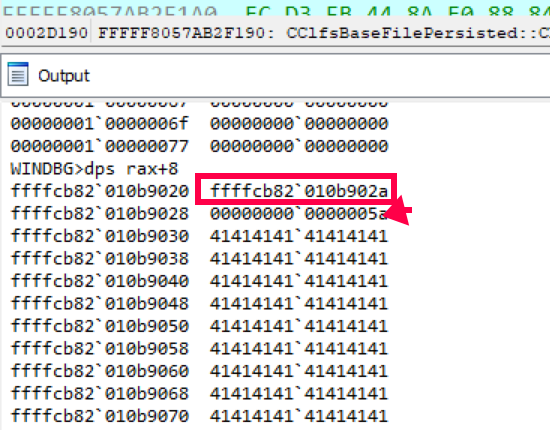 0002D190 FFFFF8057AB2F190: CClfsBaseFilePersisted::C
Output
00000001`0000006f  00000000`00000000
00000001`00000077  00000000`00000000
WINDBG>dps rax+8
ffffcb82`010b9020  ffffcb82`010b902a
ffffcb82`010b9028  00000000`0000005a
ffffcb82`010b9030  41414141`41414141
ffffcb82`010b9038  41414141`41414141
ffffcb82`010b9040  41414141`41414141
ffffcb82`010b9048  41414141`41414141
ffffcb82`010b9050  41414141`41414141
ffffcb82`010b9058  41414141`41414141
ffffcb82`010b9060  41414141`41414141
ffffcb82`010b9068  41414141`41414141
ffffcb82`010b9070  41414141`41414141